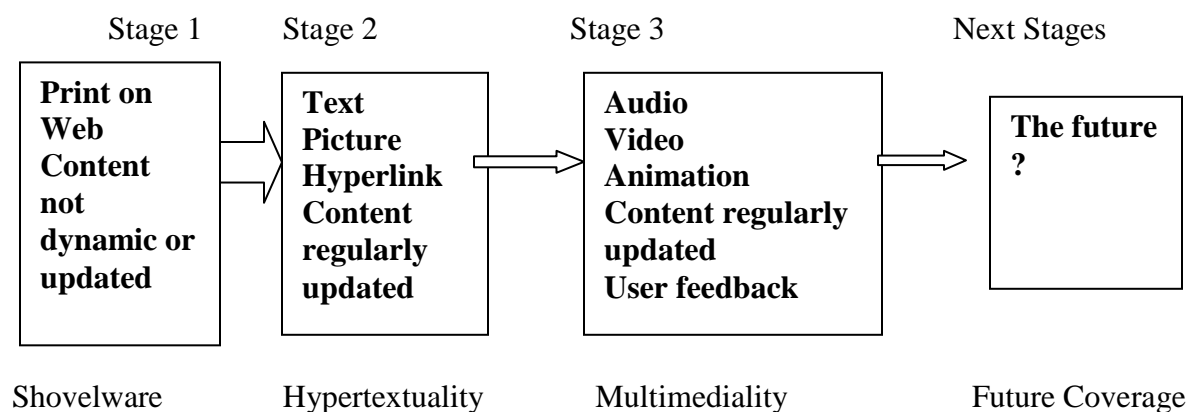 Stage 1 Stage 2 Stage 3 Next Stages
Print on
Web
Content
not
dynamic or
updated
Text
Picture
Hyperlink
Content
regularly
updated
Audio
Video
Animation
Content regularly
updated
User feedback
The future
?
Shovelware Hypertextuality Multimediality Future Coverage